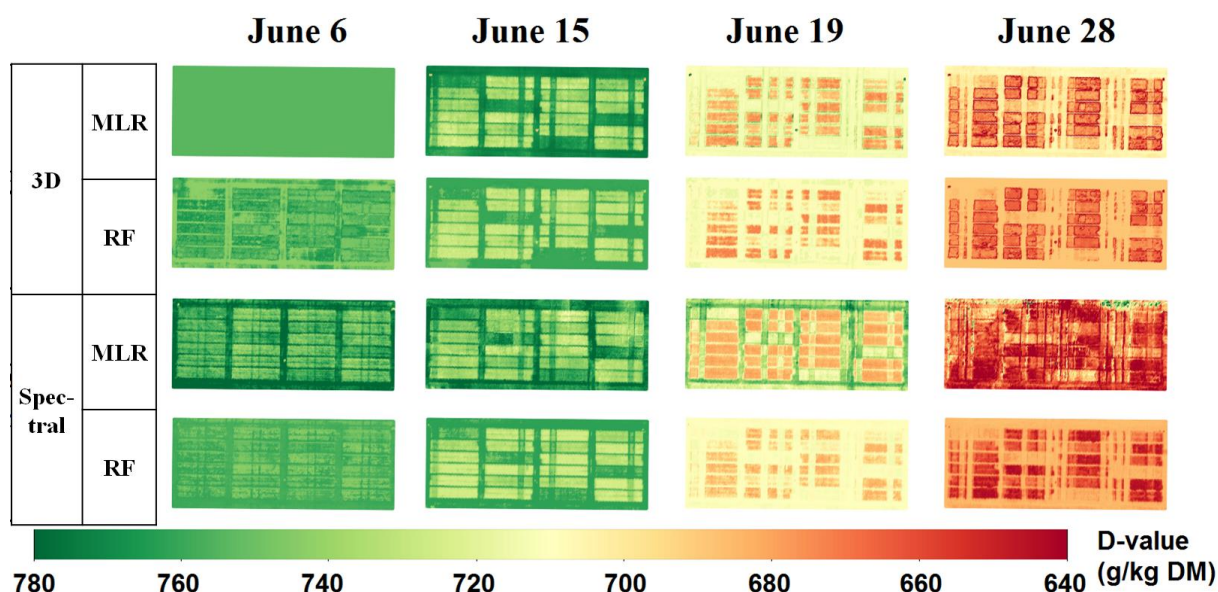 June 6 June 15 June 19 June 28
3D
MLR
RF
Spec-
tral
MLR
RF
780 760 740 720 700 680 660 640
D-value
(g/kg DM)